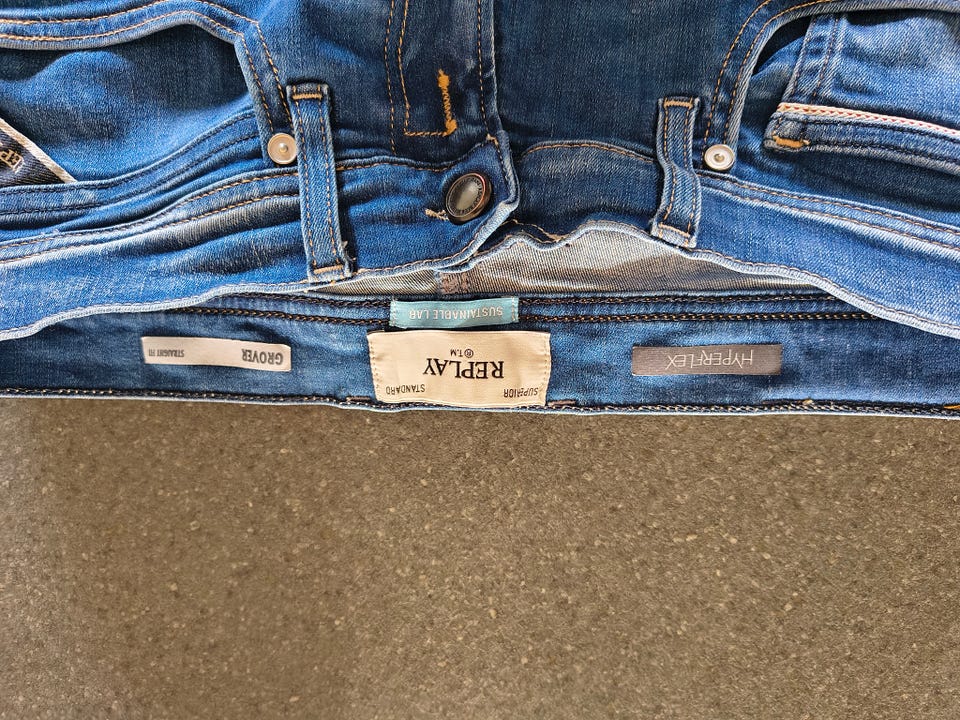 SUSTAINABLE LAB
SUPERIOR STANDARD
REPLAY
® T.M
HYPERFLEX
GROVER
STRAIGHT FIT